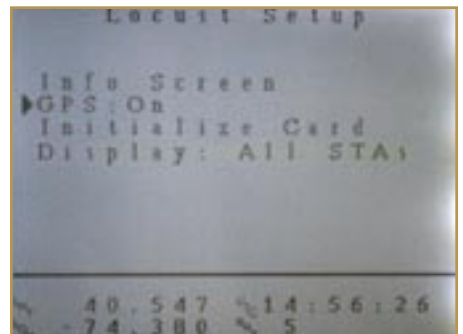 Locust Setup
Info Screen
GPS: On
Initialize Card
Display: All STAs
40.547 14:56:26
-74.380 5